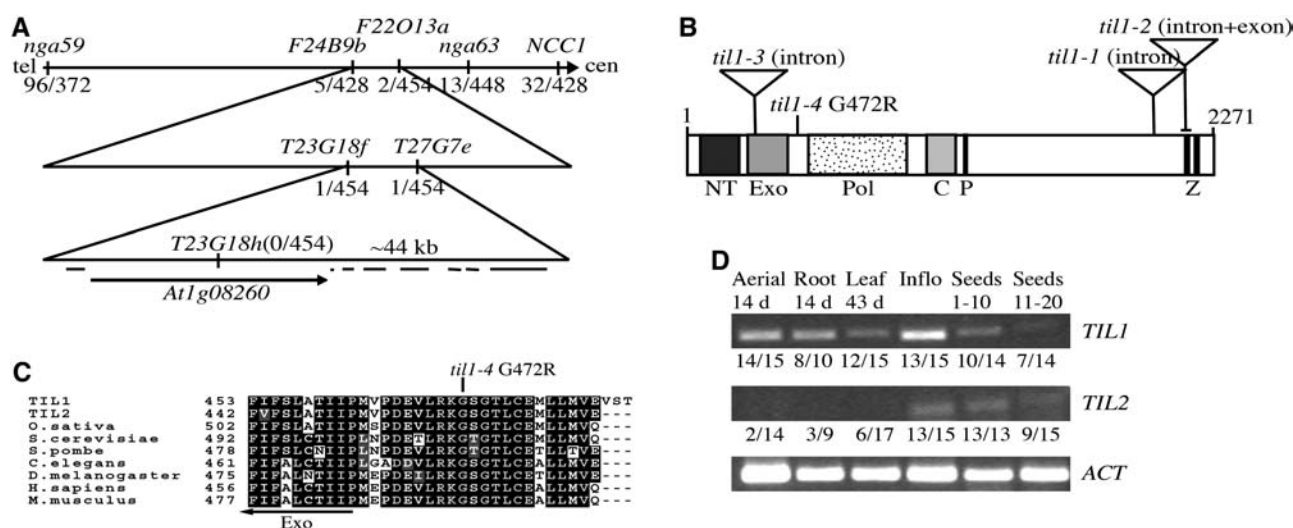 A
F22O13a
nga59 F24B9b nga63 NCC1
tel cen
96/372 5/428 2/454 13/448 32/428
T23G18f T27G7e
1/454 1/454
T23G18h(0/454) ~44 kb
At1g08260
B
til1-2 (intron+exon)
til1-3 (intron) til1-1 (intron)
til1-4 G472R
1 2271
NT Exo Pol C P Z
C
til1-4 G472R
TIL1 453 FIFSLATIIPMVPDEVLRKGSGTLCEMLLMVEVST
TIL2 442 FVFSLATIIPMVPDEVLRKGSGTLCEMLLMVE---
O.sativa 502 FIFSLATIIPMVPDEVLRKGSGTLCEMLLMVQ---
S.cerevisiae 492 FIFSLCTIIPLNPDETLRKGTGTLCEMLLMVQ---
S.pombe 478 FIFSLCNIIPLNPDEVLRKGTGTLCETLLTVE---
C.elegans 461 FIFALCTIIPLGADDVLRKGSGTLCEALLMVE---
D.melanogaster 475 FIFALNTIIPMEPDEILRKGSGTLCETLLMVE---
H.sapiens 456 FIFALCTIIPMEPDEVLRKGSGTLCEALLMVQ---
M.musculus 477 FIFALCTIIPMEPDEVLRKGSGTLCEALLMVQ---
Exo
D
Aerial Root Leaf Inflo Seeds Seeds
14 d 14 d 43 d 1-10 11-20
TIL1
14/15 8/10 12/15 13/15 10/14 7/14
TIL2
2/14 3/9 6/17 13/15 13/13 9/15
ACT